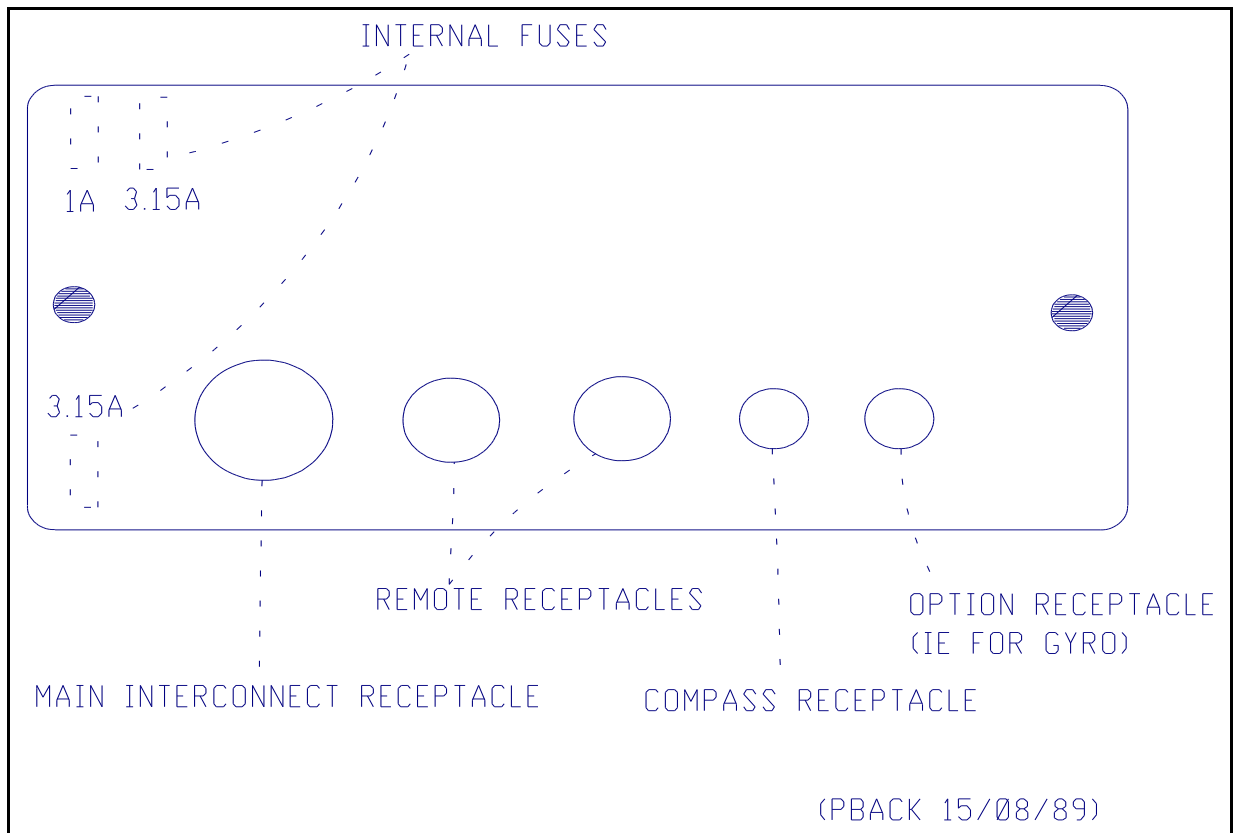 INTERNAL FUSES
1A 3.15A
3.15A
REMOTE RECEPTACLES
OPTION RECEPTACLE
(IE FOR GYRO)
MAIN INTERCONNECT RECEPTACLE
COMPASS RECEPTACLE
(PBACK 15/08/89)